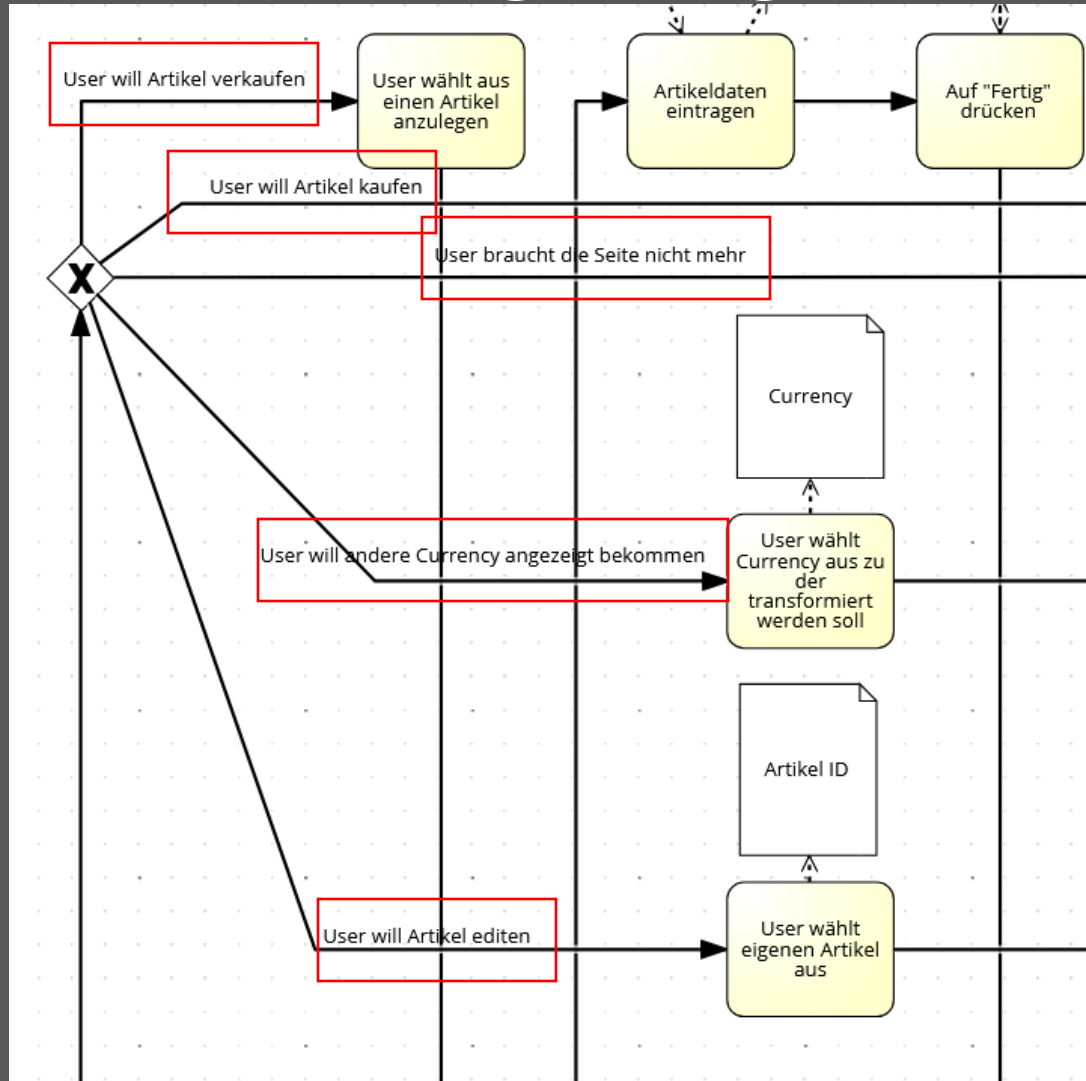 User will Artikel verkaufen
User wählt aus
einen Artikel
anzulegen
Artikeldaten
eintragen
Auf "Fertig"
drücken
User will Artikel kaufen
User braucht die Seite nicht mehr
X
Currency
User will andere Currency angezeigt bekommen
User wählt
Currency aus zu
der
transformiert
werden soll
Artikel ID
User will Artikel editen
User wählt
eigenen Artikel
aus